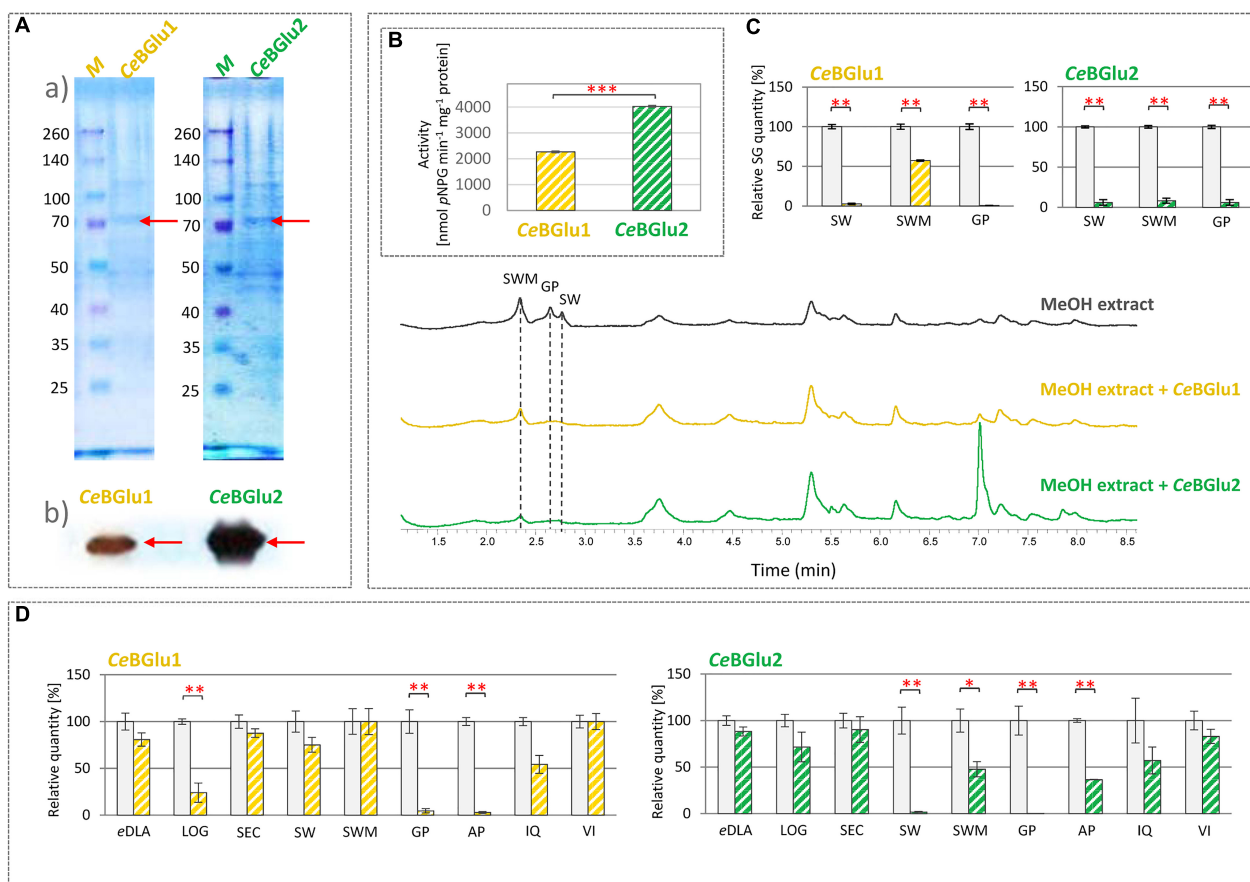 A
a)
M CeBGlu1
M CeBGlu2
260
140
100
70
50
40
35
25
260
140
100
70
50
40
35
25
CeBGlu1 CeBGlu2
b)
B
Activity
[nmol pNPG min-1 mg-1 protein)
4000
3000
2000
1000
0
***
CeBGlu1 CeBGlu2
C
CeBGlu1
Relative SG quantity [%]
150
100
50
0
** ** **
SW SWM GP
CeBGlu2
150
100
50
0
** ** **
SW SWM GP
SWM GP SW
MeOH extract
MeOH extract + CeBGlu1
MeOH extract + CeBGlu2
1.5 2.0 2.5 3.0 3.5 4.0 4.5 5.0 5.5 6.0 6.5 7.0 7.5 8.0 8.5
Time (min)
D
CeBGlu1
Relative quantity [%]
150
100
50
0
** ** **
eDLA LOG SEC SW SWM GP AP IQ VI
CeBGlu2
Relative quantity [%]
150
100
50
0
** * ** **
eDLA LOG SEC SW SWM GP AP IQ VI